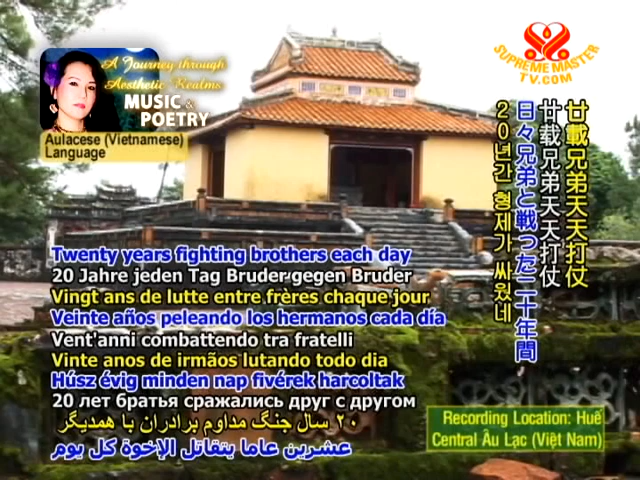 A Journey through
Aesthetic Realms
MUSIC &
POETRY
Aulacese (Vietnamese)
Language
SUPREME MASTER
TV.COM
廿載兄弟天天打仗
廿载兄弟天天打仗
日々兄弟と戦った二十年間
20년간 형제가 싸웠네
Twenty years fighting brothers each day
20 Jahre jeden Tag Bruder gegen Bruder
Vingt ans de lutte entre frères chaque jour
Veinte años peleando los hermanos cada día
Vent'anni combattendo tra fratelli
Vinte anos de irmãos lutando todo dia
Húsz évig minden nap fivérek harcoltak
20 лет братья сражались друг с другом
۲۰ سال جنگ مداوم برادران با همدیگر
عشرين عاما يتقاتل الإخوة كل يوم
Recording Location: Huế
Central Âu Lạc (Việt Nam)